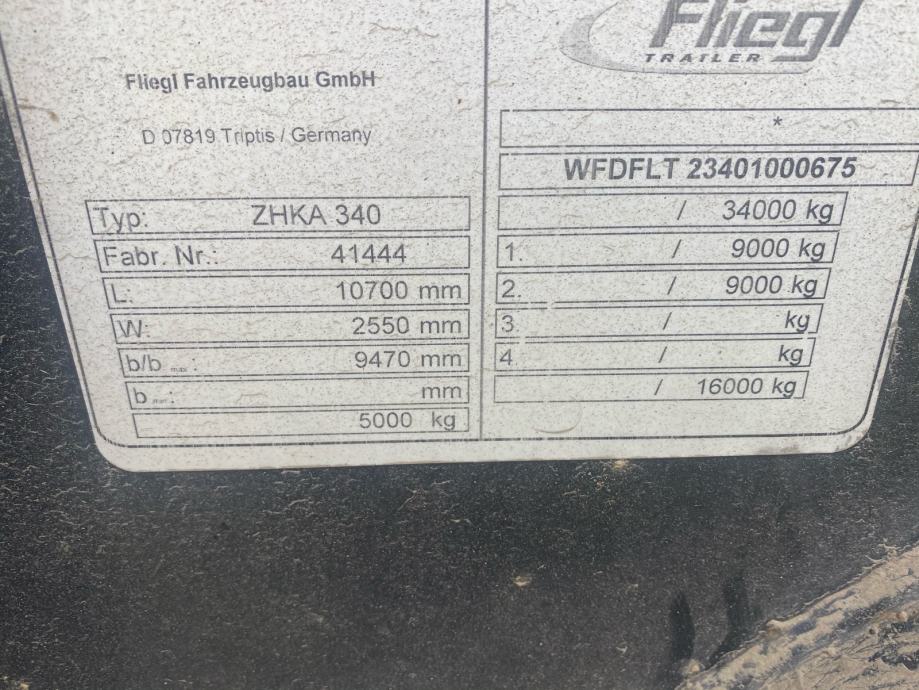 Fliegl
TRAILER
Fliegl Fahrzeugbau GmbH
D 07819 Triptis / Germany
Typ: ZHKA 340
Fabr. Nr.: 41444
L: 10700 mm
W: 2550 mm
b/b max. : 9470 mm
b : mm
5000 kg
*
WFDFLT 23401000675
/ 34000 kg
1. / 9000 kg
2. / 9000 kg
3. / kg
4. / kg
/ 16000 kg